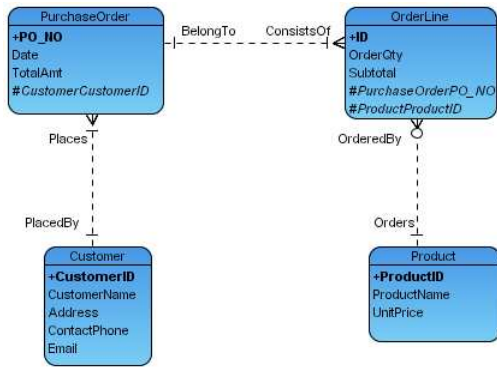 PurchaseOrder
+PO_NO
Date
TotalAmt
#CustomerCustomerID
BelongTo
ConsistsOf
OrderLine
+ID
OrderQty
Subtotal
#PurchaseOrderPO_NO
#ProductProductID
Places
PlacedBy
OrderedBy
Orders
Customer
+CustomerID
CustomerName
Address
ContactPhone
Email
Product
+ProductID
ProductName
UnitPrice